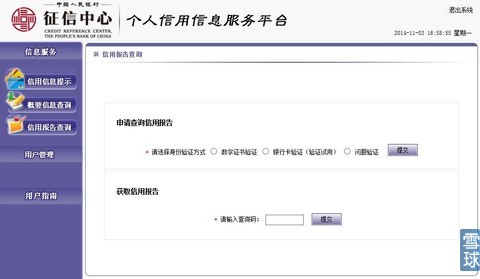 中国人民银行
征信中心
CREDIT REFERENCE CENTER,
THE PEOPLE'S BANK OF CHINA
个人信用信息服务平台
退出系统
2014-11-03 16:58:53 星期一
信息服务
信用信息提示
概要信息查询
信用报告查询
用户管理
用户指南
信用报告查询
申请查询信用报告
* 请选择身份验证方式 数字证书验证 银行卡验证（验证试用） 问题验证 提交
获取信用报告
* 请输入查询码： 提交
雪球